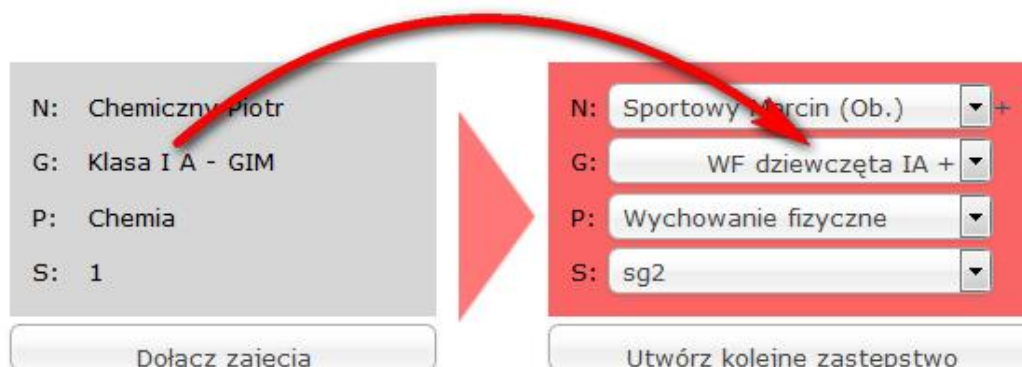 N: Chemiczny Piotr
G: Klasa I A - GIM
P: Chemia
S: 1
Dołącz zajęcia
N: Sportowy Marcin (Ob.) +
G: WF dziewczęta IA +
P: Wychowanie fizyczne
S: sg2
Utwórz kolejne zastępstwo